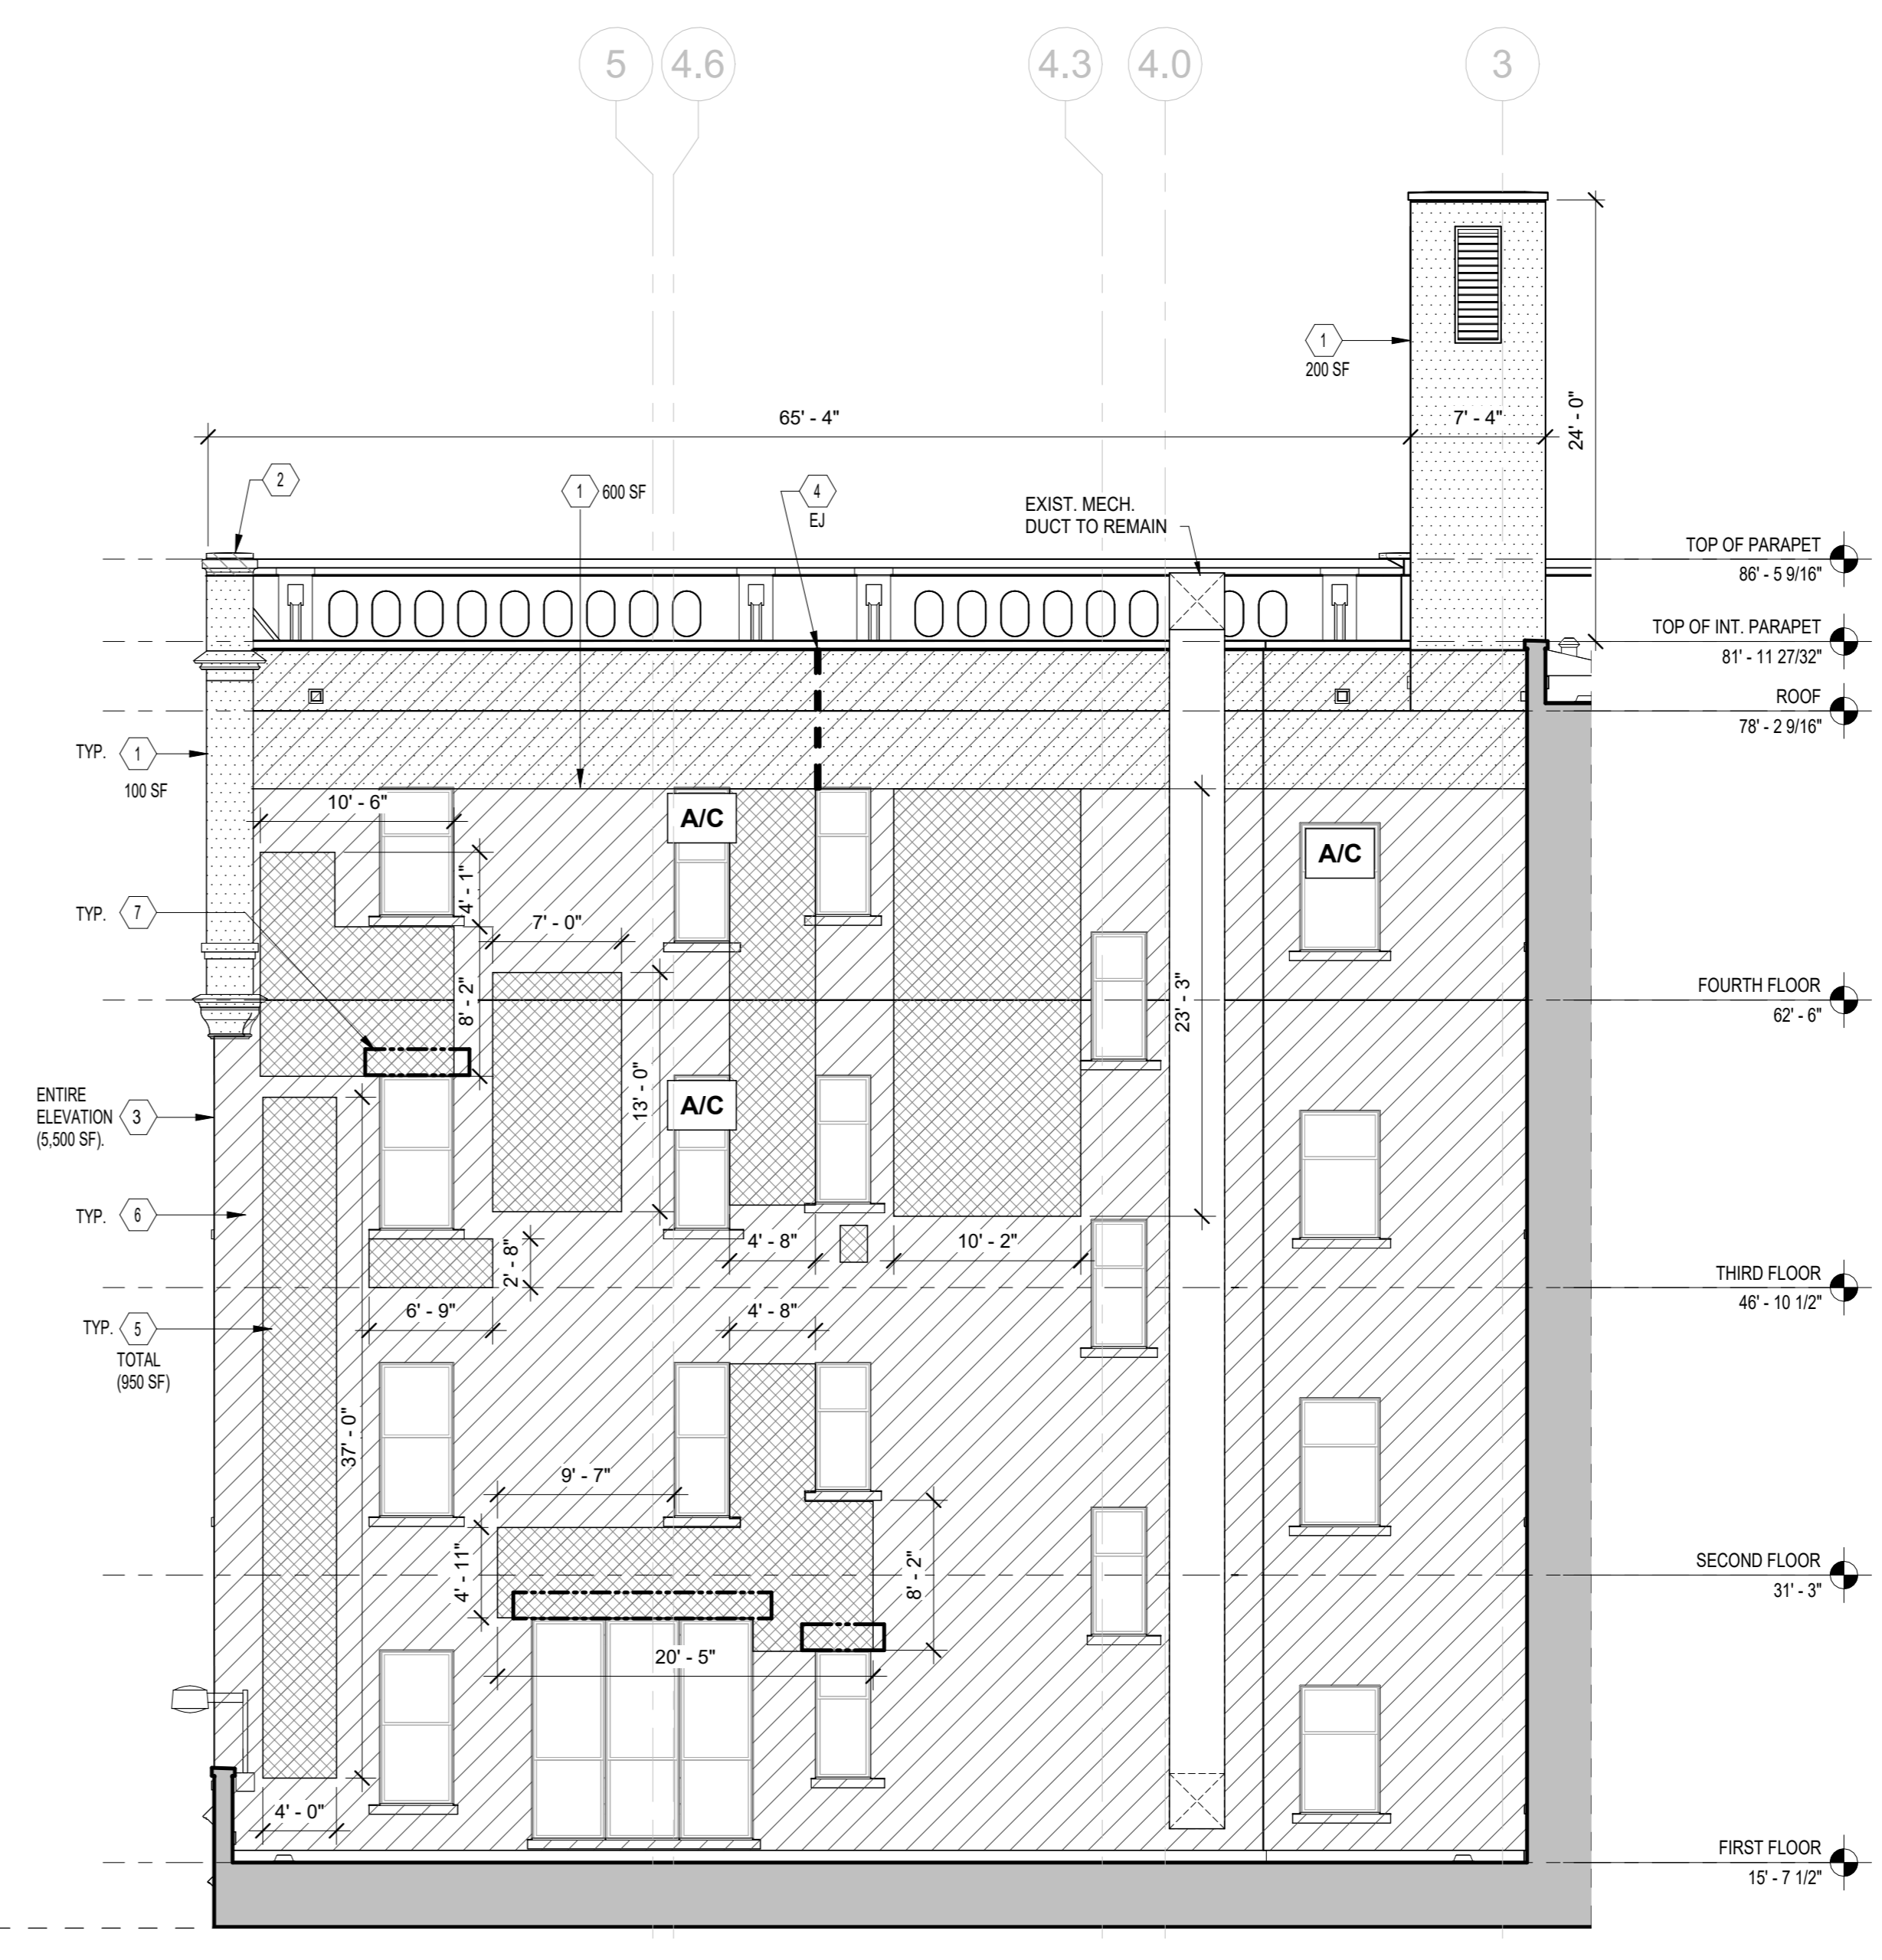 5
4.6
4.3
4.0
3
1
200 SF
65' - 4"
7' - 4"
24' - 0"
2
1
600 SF
4
EJ
EXIST. MECH.
DUCT TO REMAIN
TOP OF PARAPET
86' - 5 9/16"
TOP OF INT. PARAPET
81' - 11 27/32"
ROOF
78' - 2 9/16"
TYP.
1
100 SF
10' - 6"
A/C
A/C
4' - 1"
TYP.
7
7' - 0"
8' - 2"
23' - 3"
FOURTH FLOOR
62' - 6"
13' - 0"
A/C
ENTIRE
ELEVATION
(5,500 SF).
3
TYP.
6
4' - 8"
10' - 2"
2' - 8"
THIRD FLOOR
46' - 10 1/2"
6' - 9"
4' - 8"
TYP.
5
TOTAL
(950 SF)
37' - 0"
9' - 7"
4' - 11"
8' - 2"
SECOND FLOOR
31' - 3"
20' - 5"
4' - 0"
FIRST FLOOR
15' - 7 1/2"